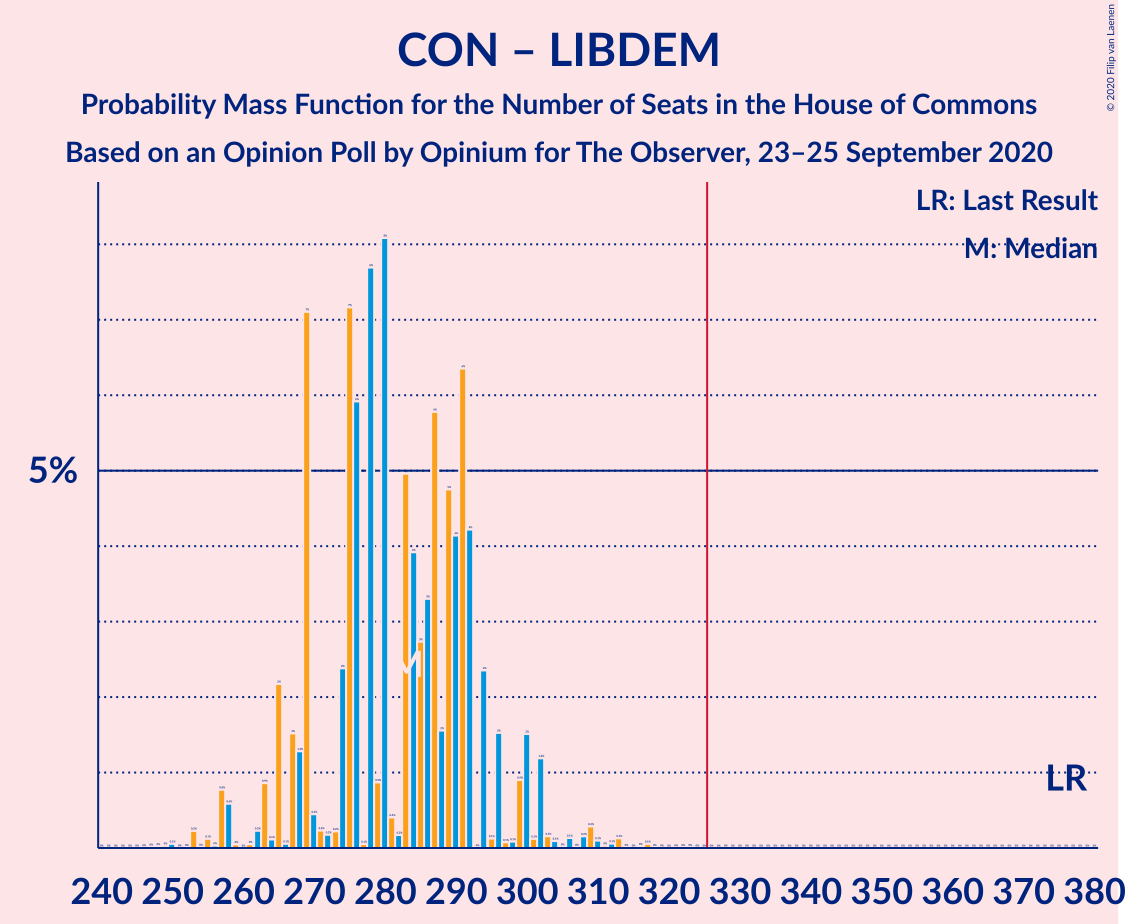 CON – LIBDEM
Probability Mass Function for the Number of Seats in the House of Commons
Based on an Opinion Poll by Opinium for The Observer, 23–25 September 2020
© 2020 Filip van Laenen
LR: Last Result
M: Median
5%
M
LR
240 250 260 270 280 290 300 310 320 330 340 350 360 370 380